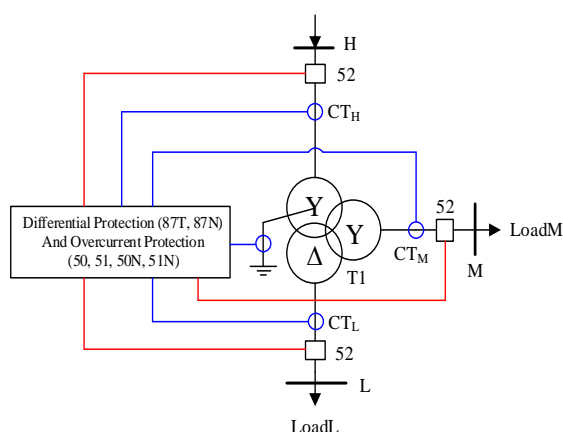 H
52
CT_H
Y
Differential Protection (87T, 87N)
And Overcurrent Protection
(50, 51, 50N, 51N)
Y
52
LoadM
CT_M
M
Δ
T1
CT_L
52
L
LoadL